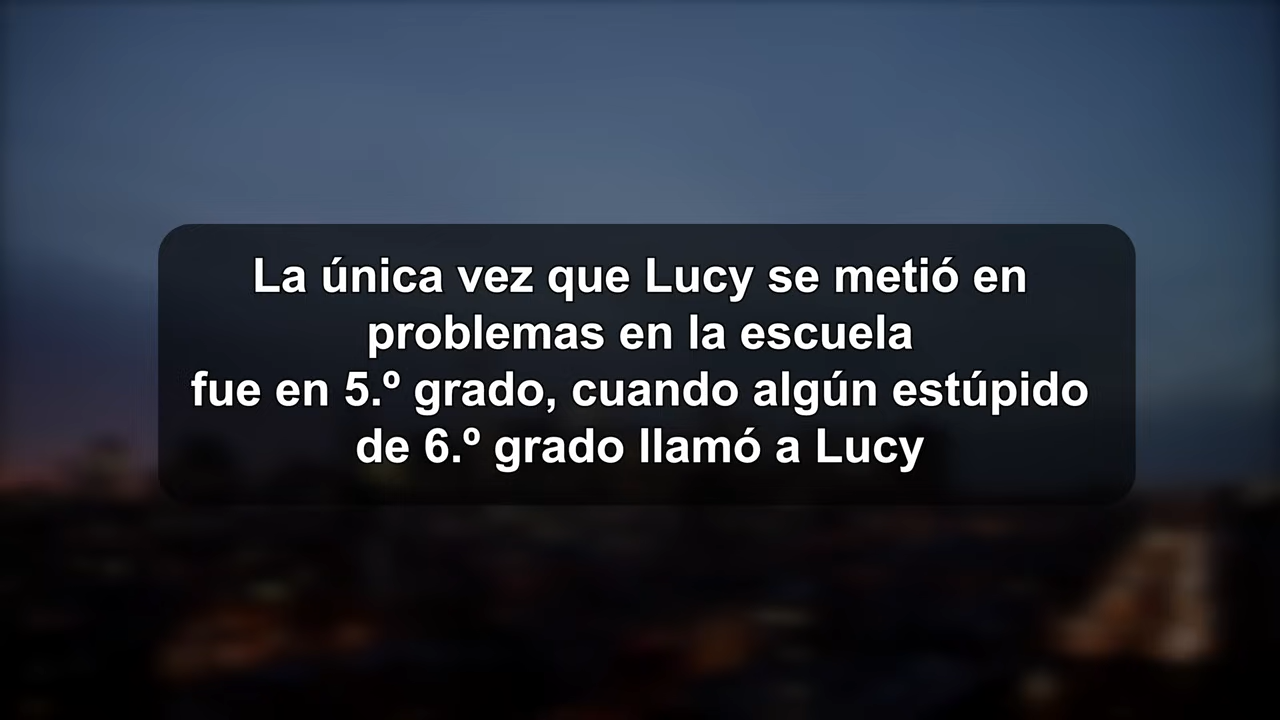 La única vez que Lucy se metió en
problemas en la escuela
fue en 5.º grado, cuando algún estúpido
de 6.º grado llamó a Lucy